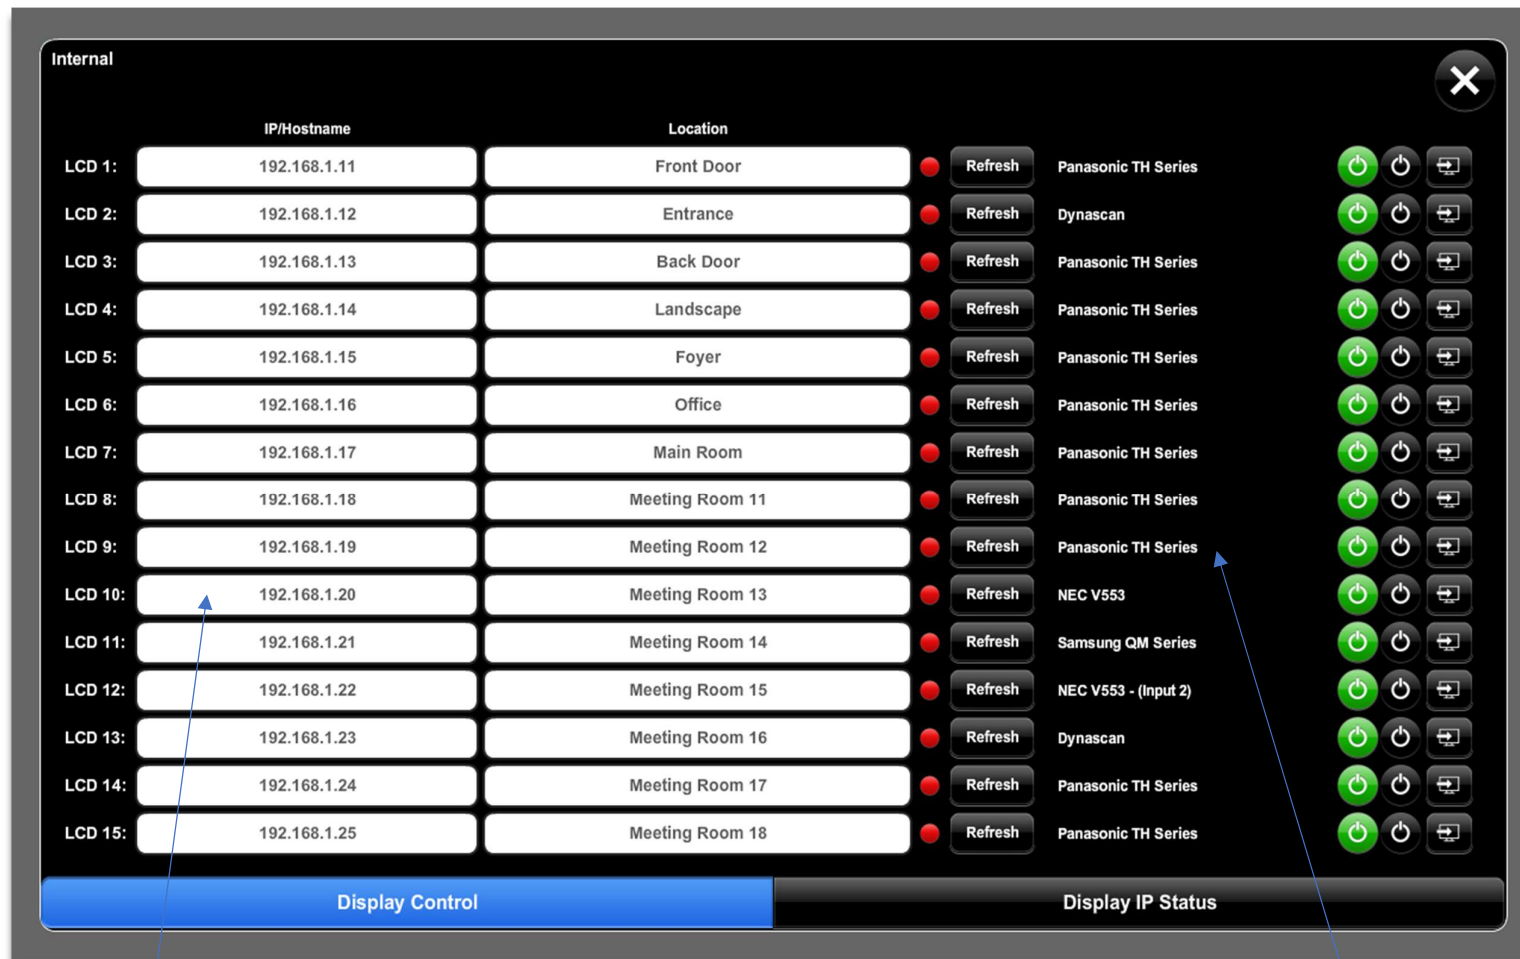 Internal
IP/Hostname Location
LCD 1: 192.168.1.11 Front Door Refresh Panasonic TH Series
LCD 2: 192.168.1.12 Entrance Refresh Dynascan
LCD 3: 192.168.1.13 Back Door Refresh Panasonic TH Series
LCD 4: 192.168.1.14 Landscape Refresh Panasonic TH Series
LCD 5: 192.168.1.15 Foyer Refresh Panasonic TH Series
LCD 6: 192.168.1.16 Office Refresh Panasonic TH Series
LCD 7: 192.168.1.17 Main Room Refresh Panasonic TH Series
LCD 8: 192.168.1.18 Meeting Room 11 Refresh Panasonic TH Series
LCD 9: 192.168.1.19 Meeting Room 12 Refresh Panasonic TH Series
LCD 10: 192.168.1.20 Meeting Room 13 Refresh NEC V553
LCD 11: 192.168.1.21 Meeting Room 14 Refresh Samsung QM Series
LCD 12: 192.168.1.22 Meeting Room 15 Refresh NEC V553 - (Input 2)
LCD 13: 192.168.1.23 Meeting Room 16 Refresh Dynascan
LCD 14: 192.168.1.24 Meeting Room 17 Refresh Panasonic TH Series
LCD 15: 192.168.1.25 Meeting Room 18 Refresh Panasonic TH Series
Display Control Display IP Status